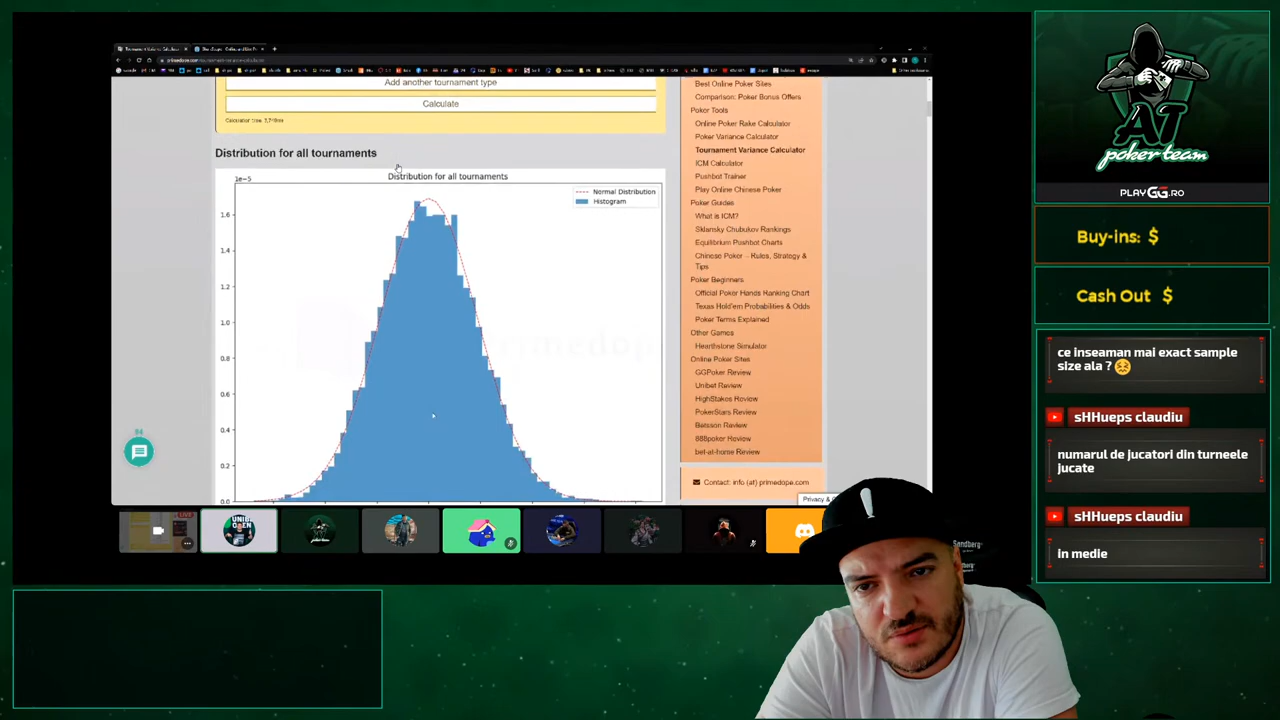 Add another tournament type
Calculate
Distribution for all tournaments
Distribution for all tournaments
1e−5
Normal Distribution
Histogram
1.6
1.4
1.2
1.0
0.8
0.6
0.4
0.2
0.0
Best Online Poker Sites
Comparison: Poker Bonus Offers
Poker Tools
Online Poker Rake Calculator
Poker Variance Calculator
Tournament Variance Calculator
ICM Calculator
Pushbot Trainer
Play Online Chinese Poker
Poker Guides
What is ICM?
Sklansky Chubukov Rankings
Equilibrium Pushbot Charts
Chinese Poker – Rules, Strategy &
Tips
Poker Beginners
Official Poker Hands Ranking Chart
Texas Hold'em Probabilities & Odds
Poker Terms Explained
Other Games
Hearthstone Simulator
Online Poker Sites
GGPoker Review
Unibet Review
HighStakes Review
PokerStars Review
Betsson Review
888poker Review
bet-at-home Review
Contact: info (at) primedope.com
94
LIVE
AT
poker team
PLAYGG.RO
Buy-ins: $
Cash Out $
ce inseaman mai exact sample
size ala ?
sHHueps claudiu
numarul de jucatori din turneele
jucate
sHHueps claudiu
in medie
Sandberg